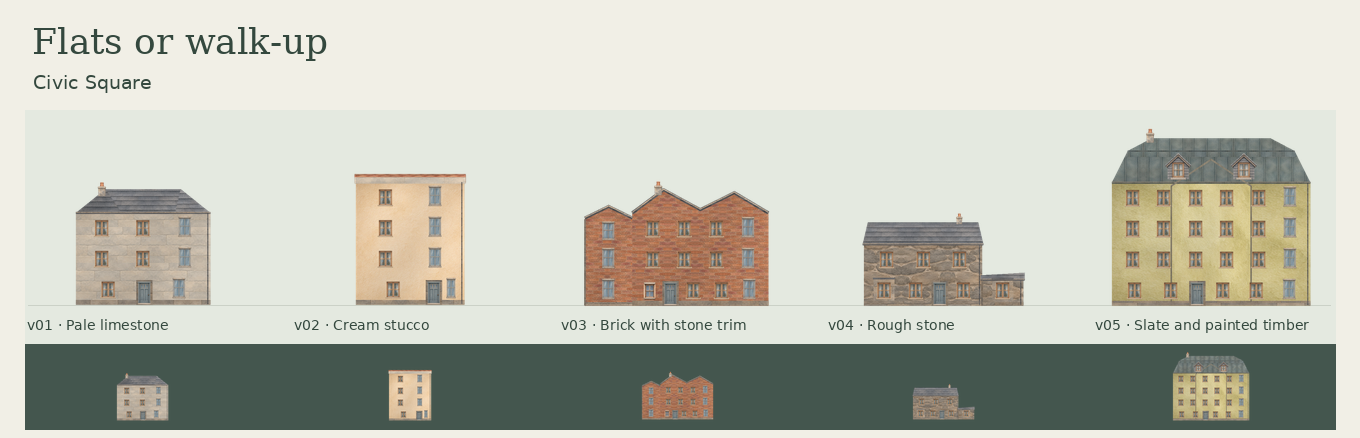 Flats or walk-up
Civic Square
v01 · Pale limestone
v02 · Cream stucco
v03 · Brick with stone trim
v04 · Rough stone
v05 · Slate and painted timber